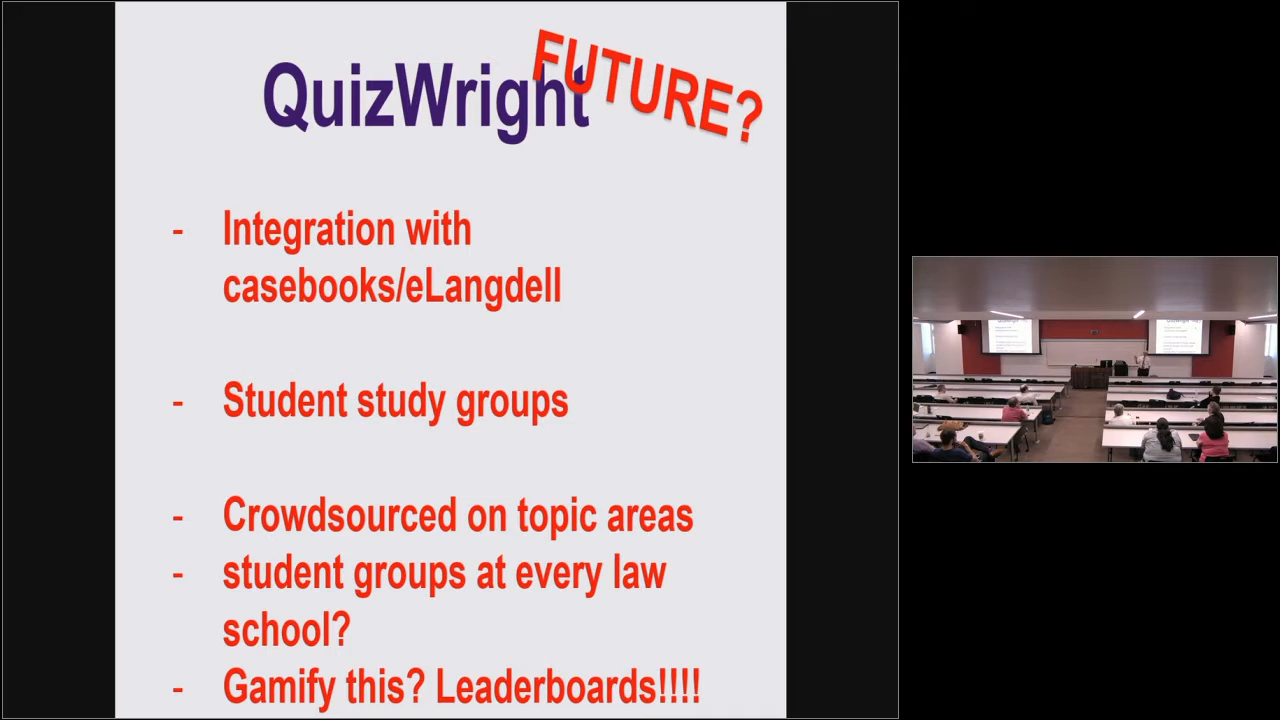 QuizWright
FUTURE?
- Integration with
casebooks/eLangdell
- Student study groups
- Crowdsourced on topic areas
- student groups at every law
school?
- Gamify this? Leaderboards!!!!